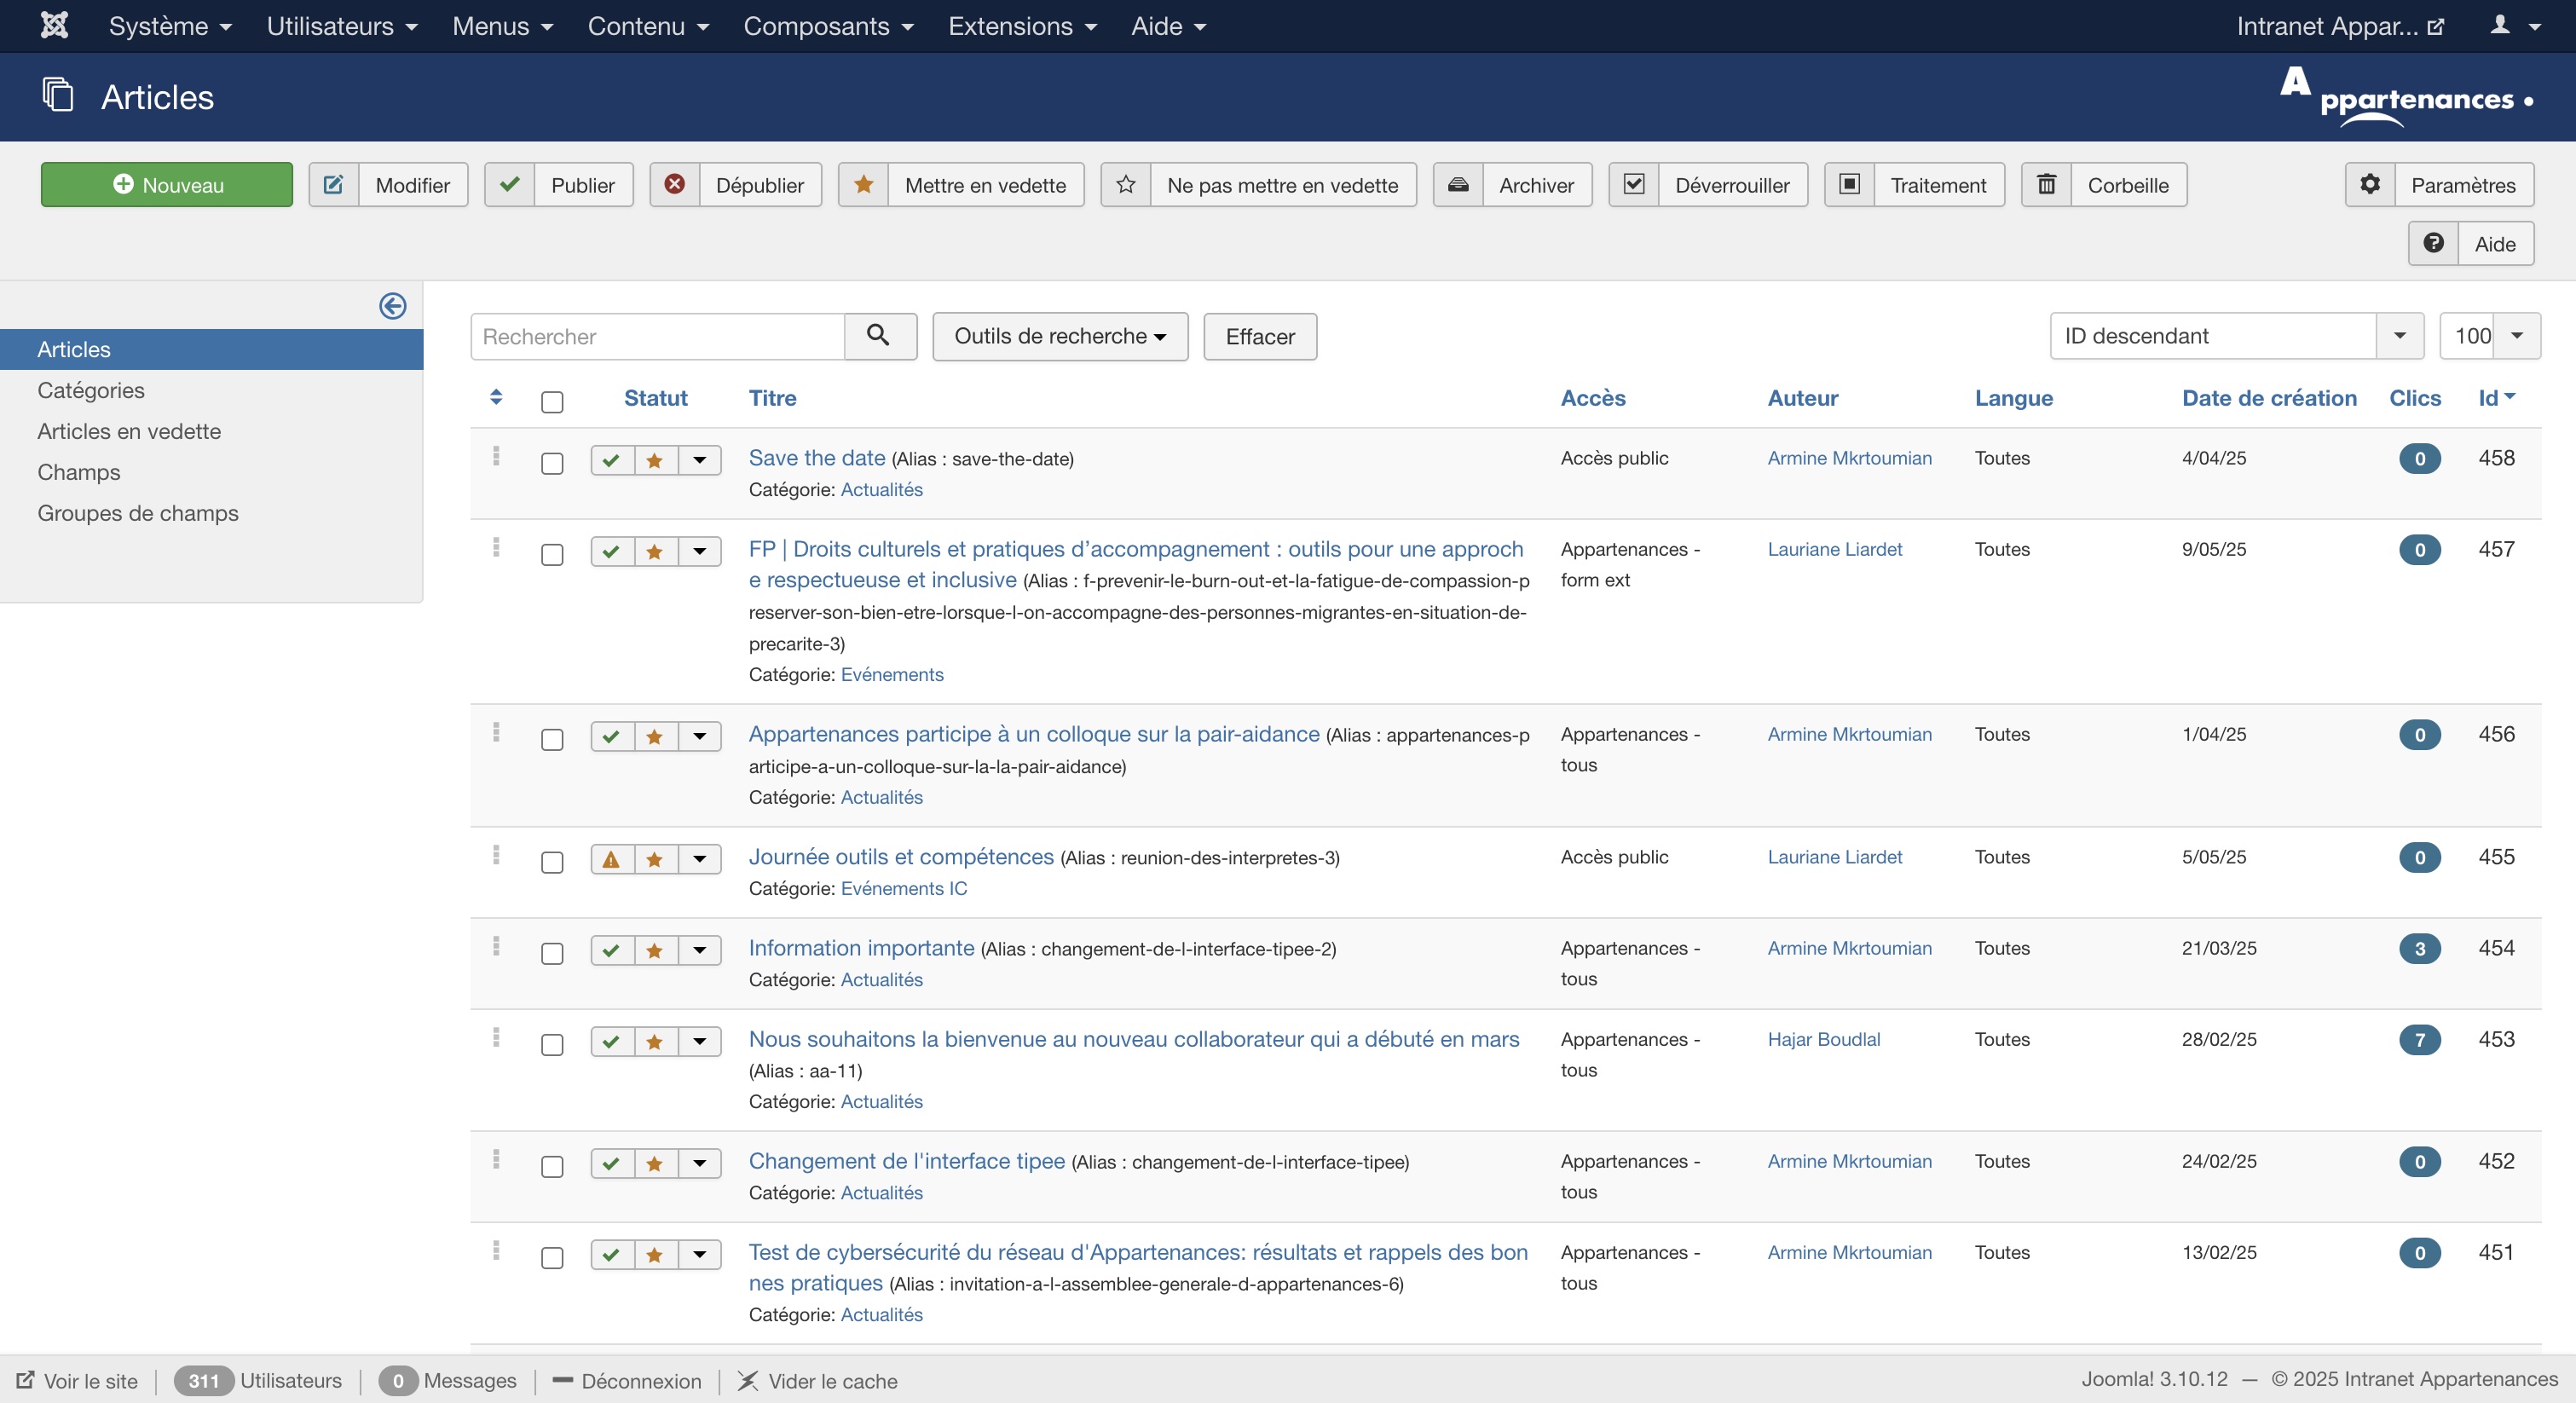 Système Utilisateurs Menus Contenu Composants Extensions Aide Intranet Appar...
Articles Appartenances
Nouveau Modifier Publier Dépublier Mettre en vedette Ne pas mettre en vedette Archiver Déverrouiller Traitement Corbeille Paramètres
Aide
Articles
Catégories
Articles en vedette
Champs
Groupes de champs
Rechercher Outils de recherche Effacer ID descendant 100
Statut Titre Accès Auteur Langue Date de création Clics Id
Save the date (Alias : save-the-date) Accès public Armine Mkrtoumian Toutes 4/04/25 0 458
Catégorie: Actualités
FP | Droits culturels et pratiques d’accompagnement : outils pour une approch Appartenances - Lauriane Liardet Toutes 9/05/25 0 457
e respectueuse et inclusive (Alias : f-prevenir-le-burn-out-et-la-fatigue-de-compassion-p form ext
reserver-son-bien-etre-lorsque-l-on-accompagne-des-personnes-migrantes-en-situation-de-
precarite-3)
Catégorie: Evénements
Appartenances participe à un colloque sur la pair-aidance (Alias : appartenances-p Appartenances - Armine Mkrtoumian Toutes 1/04/25 0 456
articipe-a-un-colloque-sur-la-la-pair-aidance) tous
Catégorie: Actualités
Journée outils et compétences (Alias : reunion-des-interpretes-3) Accès public Lauriane Liardet Toutes 5/05/25 0 455
Catégorie: Evénements IC
Information importante (Alias : changement-de-l-interface-tipee-2) Appartenances - Armine Mkrtoumian Toutes 21/03/25 3 454
Catégorie: Actualités tous
Nous souhaitons la bienvenue au nouveau collaborateur qui a débuté en mars Appartenances - Hajar Boudlal Toutes 28/02/25 7 453
(Alias : aa-11) tous
Catégorie: Actualités
Changement de l'interface tipee (Alias : changement-de-l-interface-tipee) Appartenances - Armine Mkrtoumian Toutes 24/02/25 0 452
Catégorie: Actualités tous
Test de cybersécurité du réseau d'Appartenances: résultats et rappels des bon Appartenances - Armine Mkrtoumian Toutes 13/02/25 0 451
nes pratiques (Alias : invitation-a-l-assemblee-generale-d-appartenances-6) tous
Catégorie: Actualités
Voir le site 311 Utilisateurs 0 Messages Déconnexion Vider le cache Joomla! 3.10.12 — © 2025 Intranet Appartenances